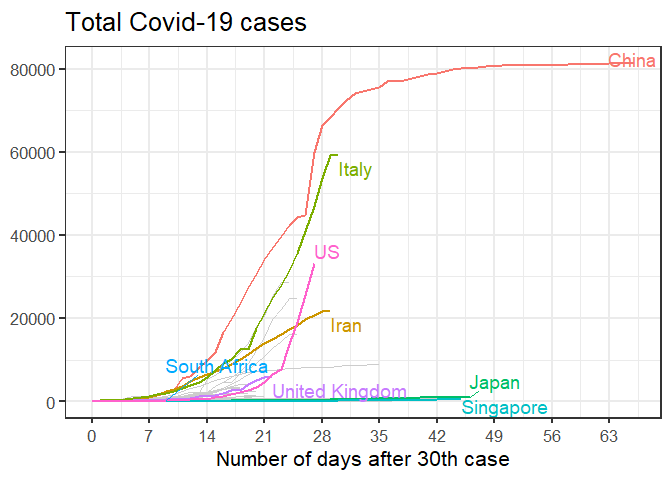 Total Covid-19 cases
80000
China
60000
Italy
40000
US
20000
Iran
South Africa
Japan
United Kingdom
Singapore
0
0 7 14 21 28 35 42 49 56 63
Number of days after 30th case